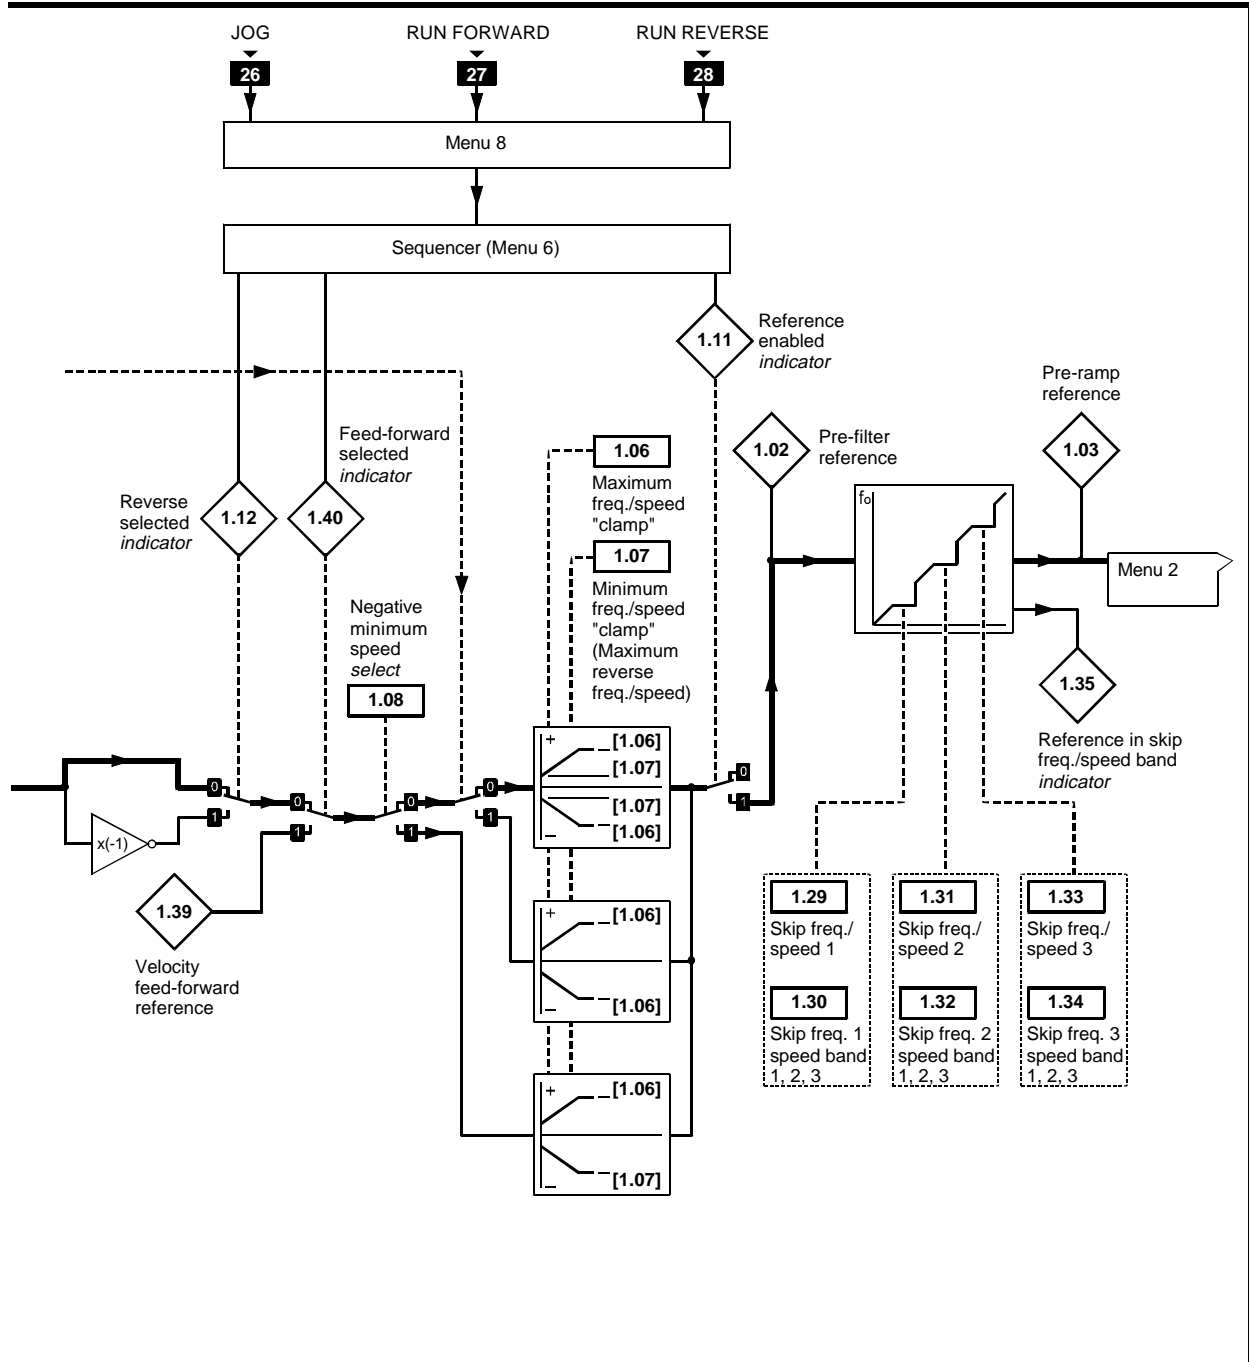 JOG
RUN FORWARD
RUN REVERSE
26
27
28
Menu 8
Sequencer (Menu 6)
1.11
Reference
enabled
indicator
Pre-ramp
reference
1.03
1.02
Pre-filter
reference
Feed-forward
selected
indicator
1.40
Reverse
selected
indicator
1.12
1.06
Maximum
freq./speed
"clamp"
1.07
Minimum
freq./speed
"clamp"
(Maximum
reverse
freq./speed)
fo
Menu 2
Negative
minimum
speed
select
1.08
1.35
Reference in skip
freq./speed band
indicator
0
1
0
1
0
1
0
1
+
[1.06]
[1.07]
[1.07]
– [1.06]
0
1
x(-1)
1.39
Velocity
feed-forward
reference
+
[1.06]
– [1.06]
+
[1.06]
– [1.07]
1.29
Skip freq./
speed 1
1.30
Skip freq. 1
speed band
1, 2, 3
1.31
Skip freq./
speed 2
1.32
Skip freq. 2
speed band
1, 2, 3
1.33
Skip freq./
speed 3
1.34
Skip freq. 3
speed band
1, 2, 3